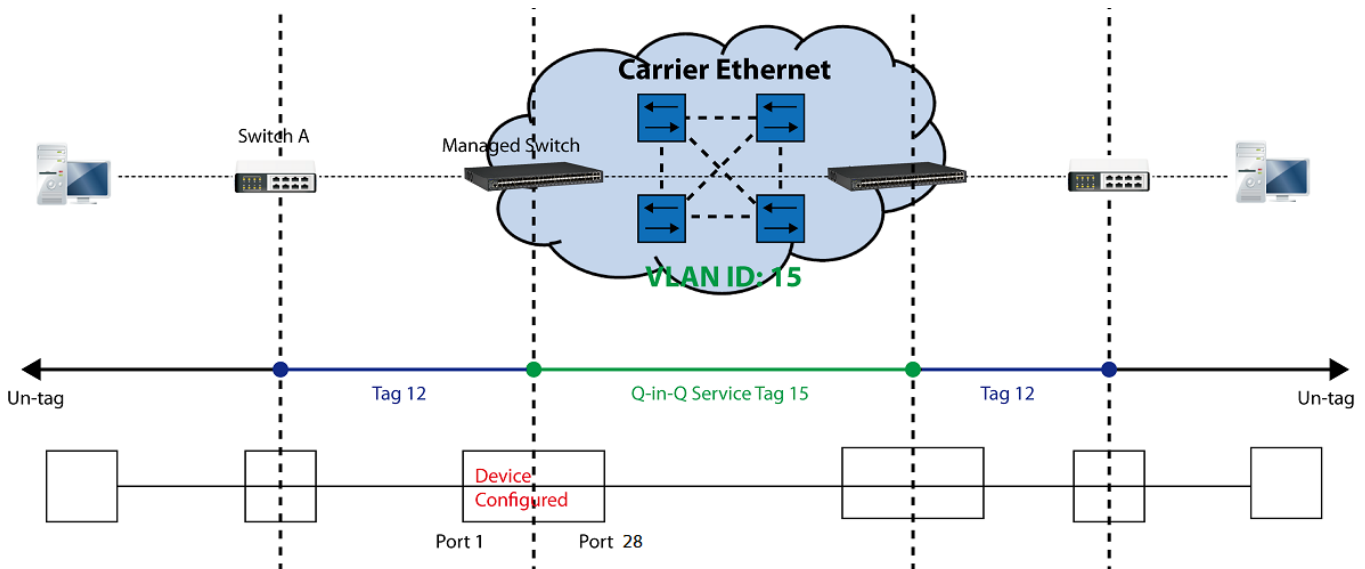 Carrier Ethernet
Switch A
Managed Switch
VLAN ID: 15
Un-tag
Tag 12
Q-in-Q Service Tag 15
Tag 12
Un-tag
Device
Configured
Port 1
Port 28